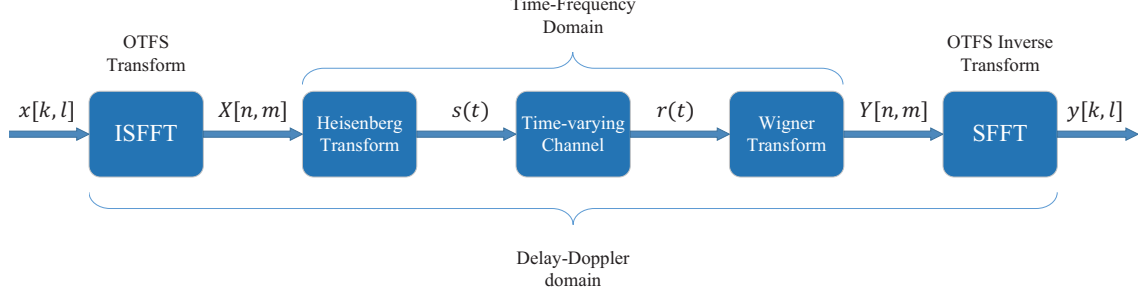 Time-Frequency
Domain
OTFS
Transform
OTFS Inverse
Transform
x[k, l]
ISFFT
X[n, m]
Heisenberg
Transform
s(t)
Time-varying
Channel
r(t)
Wigner
Transform
Y[n, m]
SFFT
y[k, l]
Delay-Doppler
domain